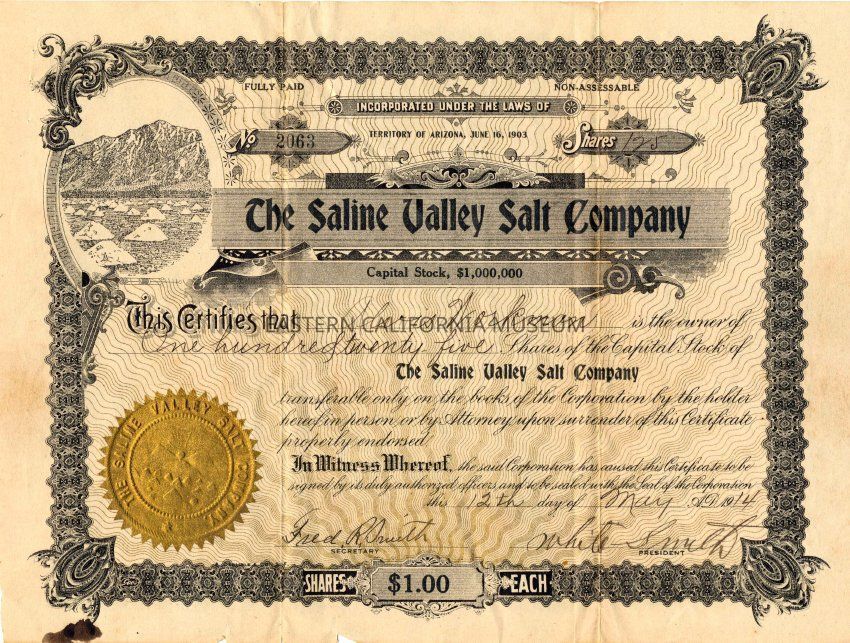 FULLY PAID
NON-ASSESSABLE
INCORPORATED UNDER THE LAWS OF
TERRITORY OF ARIZONA, JUNE 16, 1903
No 2063
Shares 125
The Saline Valley Salt Company
Capital Stock, $1,000,000
This Certifies that Workman is the owner of
EASTERN CALIFORNIA MUSEUM
One hundred twenty five Shares of the Capital Stock of
The Saline Valley Salt Company
transferable only on the books of the Corporation by the holder
hereof in person or by Attorney upon surrender of this Certificate
properly endorsed.
In Witness Whereof, the said Corporation has caused this Certificate to be
signed by its duly authorized officers and to be sealed with the Seal of the Corporation
this 12th day of May A.D. 1914
THE SALINE VALLEY SALT COMPANY
Fred R Smith
SECRETARY
White Smith
PRESIDENT
SHARES $1.00 EACH